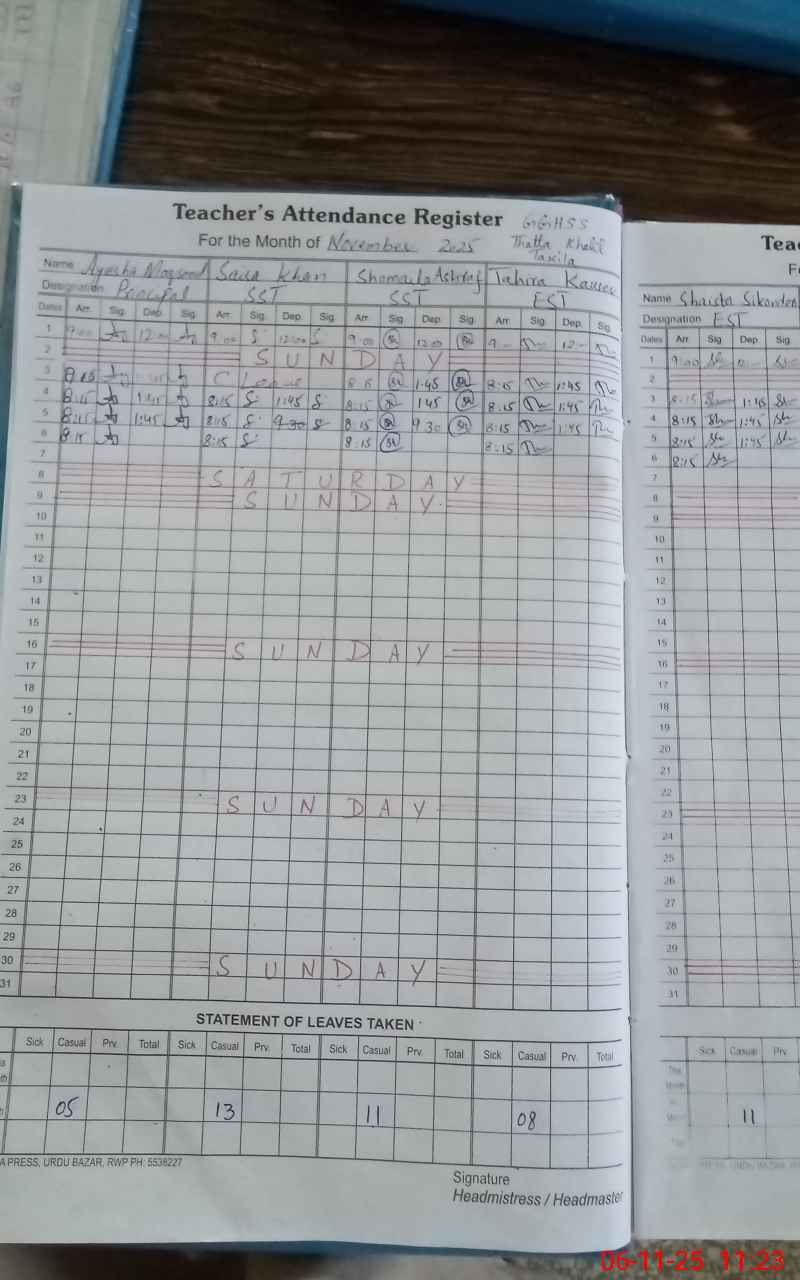 Teacher's Attendance Register GGHSS
For the Month of November 2025 Thatta Khalil
Taxila
Name Ayesha Maqsood Saira Khan Shomaila Ashraf Tahira Kauser
Designation Principal SST SST EST
Dates Arr. Sig. Dep. Sig. Arr. Sig. Dep. Sig. Arr. Sig. Dep. Sig. Arr. Sig. Dep. Sig.
1 9:00 12:00 9:00 S 12:00 S 9:00 12:00 9 12
2 SUNDAY
3 8:15 C Leave 8:15 1:45 8:15 1:45
4 8:15 1:45 8:15 S 1:45 S 8:15 1:45 8:15 1:45
5 8:15 1:45 8:15 S 9:30 S 8:15 9:30 8:15 1:45
6 8:15 8:15 S 8:15 8:15
7
8 SATURDAY
9 SUNDAY
10
11
12
13
14
15
16 SUNDAY
17
18
19
20
21
22
23 SUNDAY
24
25
26
27
28
29
30 SUNDAY
31
STATEMENT OF LEAVES TAKEN
Sick Casual Prv. Total Sick Casual Prv. Total Sick Casual Prv. Total Sick Casual Prv. Total
05 13 11 08
A PRESS, URDU BAZAR, RWP PH: 5538227
Signature
Headmistress / Headmaster
Tea
Name Shaista Sikandar
Designation EST
Dates Arr. Sig. Dep. Sig.
1 9:00
2
3 8:15
4 8:15 1:45
5 8:15 1:45
6 8:15
7
8
9
10
11
12
13
14
15
16
17
18
19
20
21
22
23
24
25
26
27
28
29
30
31
Sick Casual Prv.
11
06-11-25 11:23